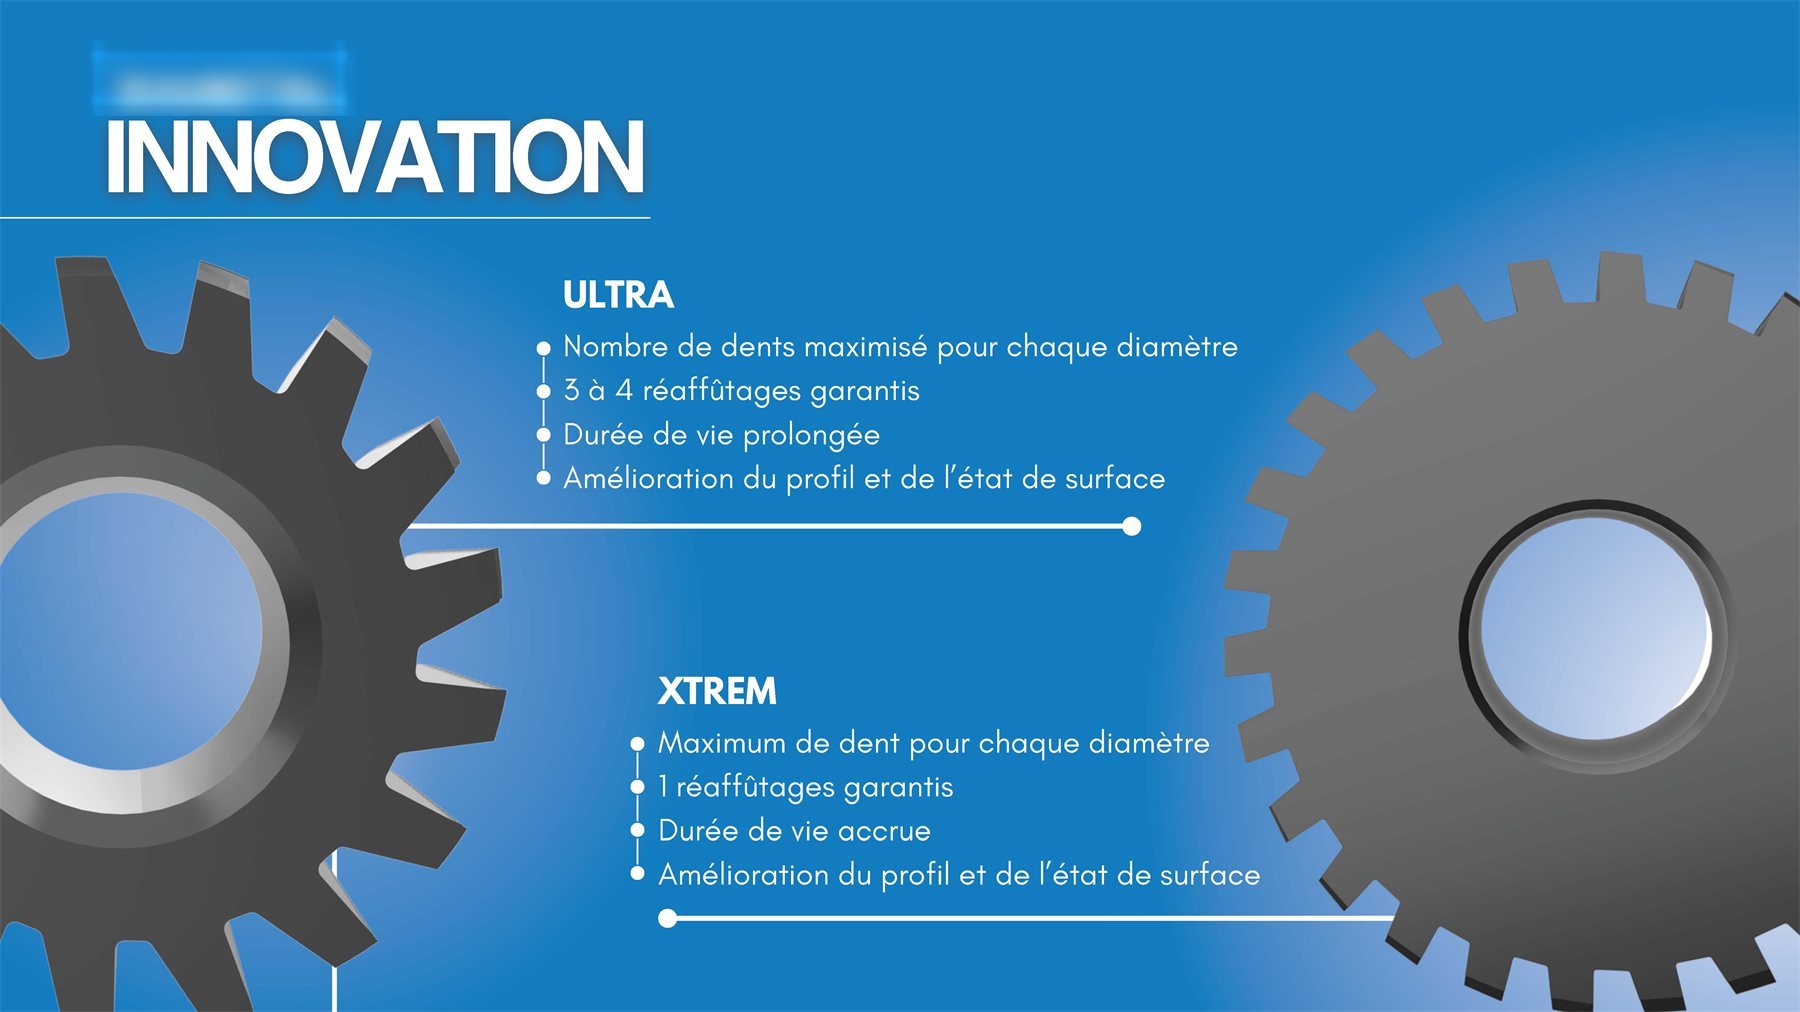 INNOVATION
ULTRA
Nombre de dents maximisé pour chaque diamètre
3 à 4 réaffûtages garantis
Durée de vie prolongée
Amélioration du profil et de l'état de surface
XTREM
Maximum de dent pour chaque diamètre
1 réaffûtages garantis
Durée de vie accrue
Amélioration du profil et de l'état de surface